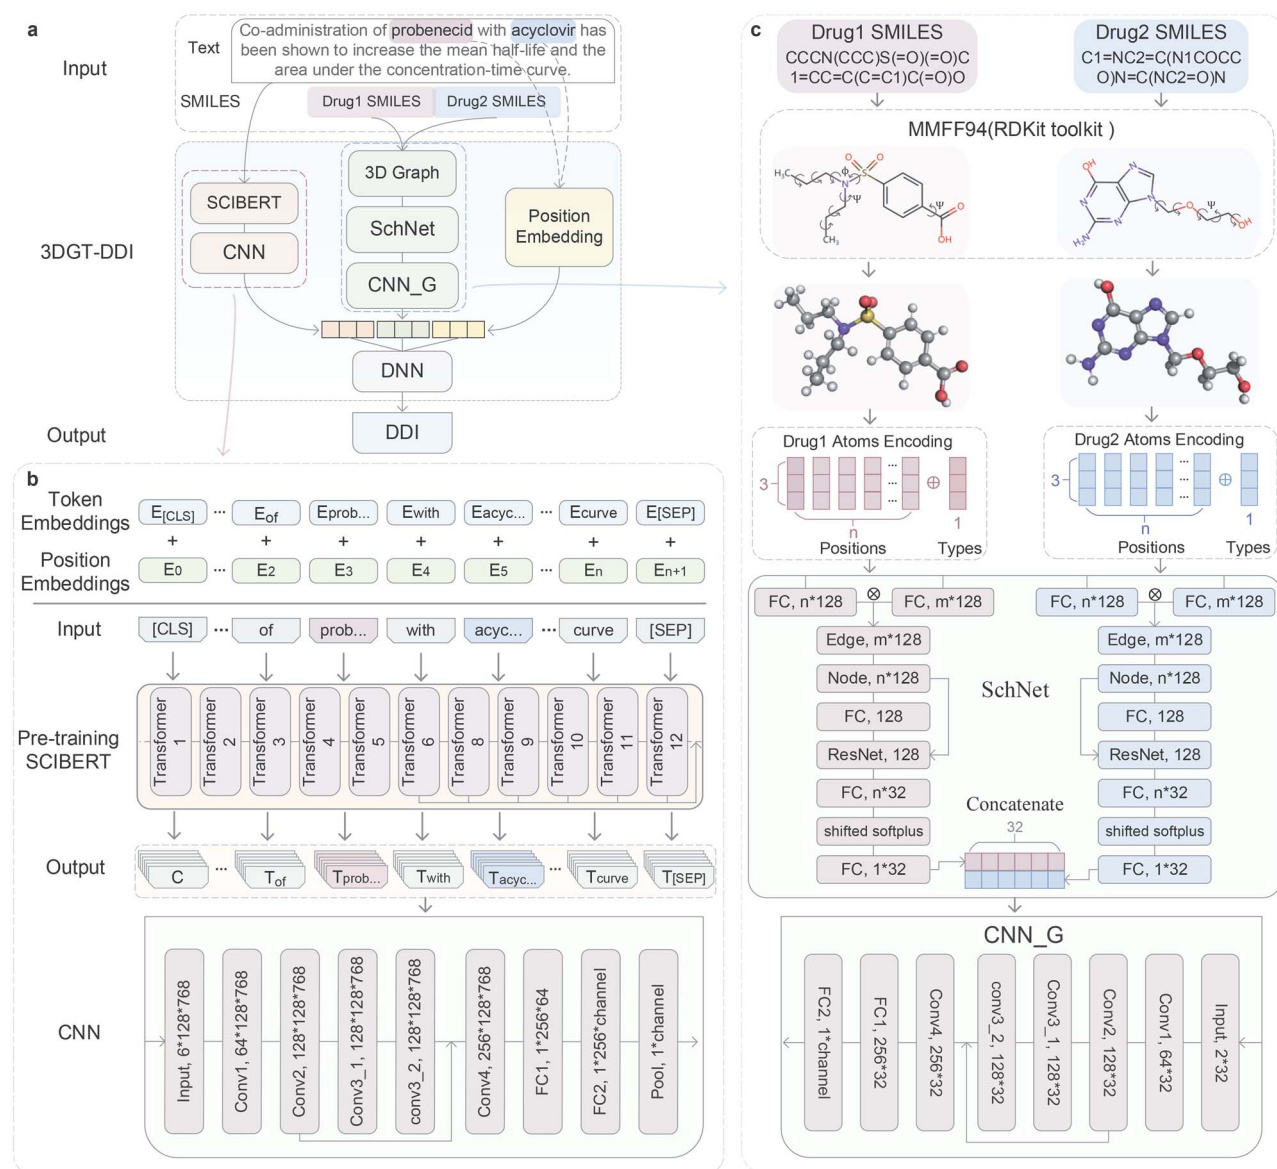 a
Input
Text
Co-administration of probenecid with acyclovir has
been shown to increase the mean half-life and the
area under the concentration-time curve.
SMILES
Drug1 SMILES
Drug2 SMILES
3DGT-DDI
SCIBERT
CNN
3D Graph
SchNet
CNN_G
Position
Embedding
DNN
Output
DDI
b
Token
Embeddings
E[CLS] ... Eof Eprob... Ewith Eacyc... ... Ecurve E[SEP]
+ + + + + + +
Position
Embeddings
E0 ... E2 E3 E4 E5 ... En En+1
Input
[CLS] ... of prob... with acyc... ... curve [SEP]
Pre-training
SCIBERT
Transformer 1
Transformer 2
Transformer 3
Transformer 4
Transformer 5
Transformer 6
Transformer 8
Transformer 9
Transformer 10
Transformer 11
Transformer 12
Output
C ... Tof Tprob... Twith Tacyc... ... Tcurve T[SEP]
CNN
Input, 6*128*768
Conv1, 64*128*768
Conv2, 128*128*768
Conv3_1, 128*128*768
conv3_2, 128*128*768
Conv4, 256*128*768
FC1, 1*256*64
FC2, 1*256*channel
Pool, 1*channel
c
Drug1 SMILES
CCCN(CCC)S(=O)(=O)C
1=CC=C(C=C1)C(=O)O
Drug2 SMILES
C1=NC2=C(N1COCC
O)N=C(NC2=O)N
MMFF94(RDKit toolkit )
H3C
O
O
S
N
ϕ
Ψ
Ψ
O
OH
CH3
OH
N
N
N
N
H2N
O
Ψ
OH
Drug1 Atoms Encoding
3
...
...
⊕
n
1
Positions
Types
Drug2 Atoms Encoding
3
...
...
⊕
n
1
Positions
Types
FC, n*128
⊗
FC, m*128
Edge, m*128
Node, n*128
FC, 128
ResNet, 128
FC, n*32
shifted softplus
FC, 1*32
SchNet
Concatenate
32
FC, n*128
⊗
FC, m*128
Edge, m*128
Node, n*128
FC, 128
ResNet, 128
FC, n*32
shifted softplus
FC, 1*32
CNN_G
FC2, 1*channel
FC1, 256*32
Conv4, 256*32
conv3_2, 128*32
Conv3_1, 128*32
Conv2, 128*32
Conv1, 64*32
Input, 2*32